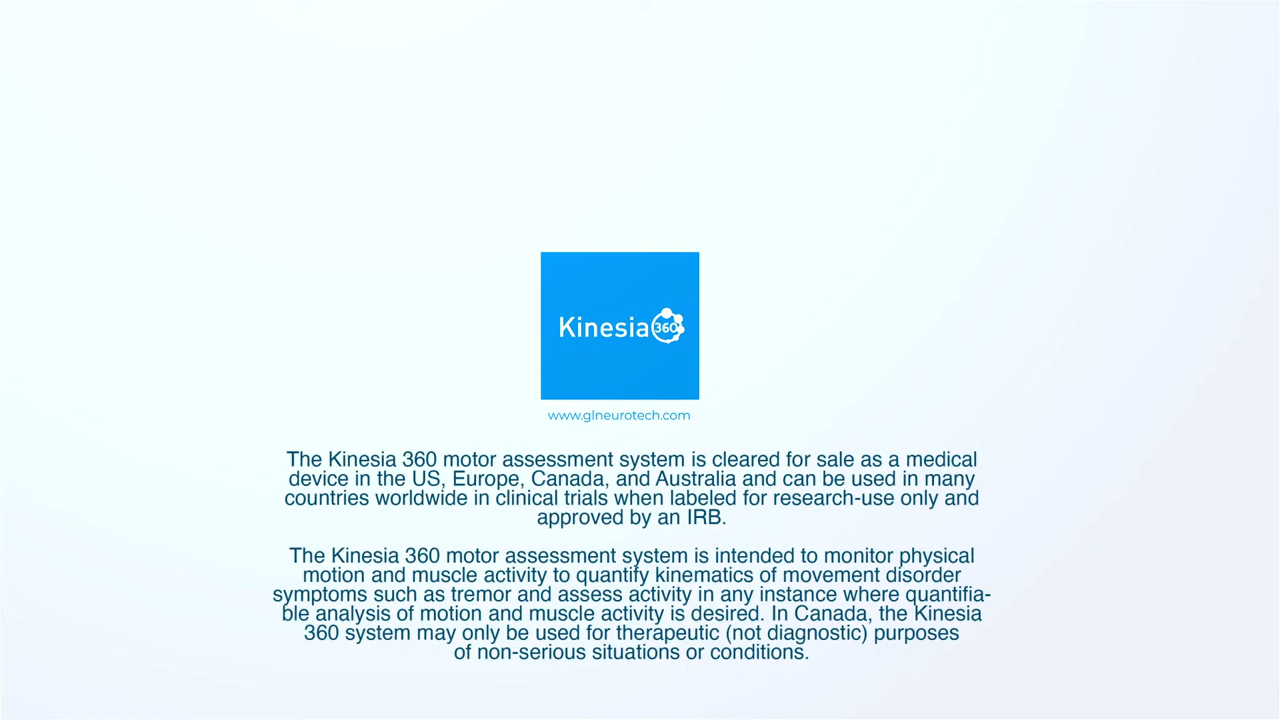 Kinesia 360
www.glneurotech.com
The Kinesia 360 motor assessment system is cleared for sale as a medical
device in the US, Europe, Canada, and Australia and can be used in many
countries worldwide in clinical trials when labeled for research-use only and
approved by an IRB.
The Kinesia 360 motor assessment system is intended to monitor physical
motion and muscle activity to quantify kinematics of movement disorder
symptoms such as tremor and assess activity in any instance where quantifia-
ble analysis of motion and muscle activity is desired. In Canada, the Kinesia
360 system may only be used for therapeutic (not diagnostic) purposes
of non-serious situations or conditions.